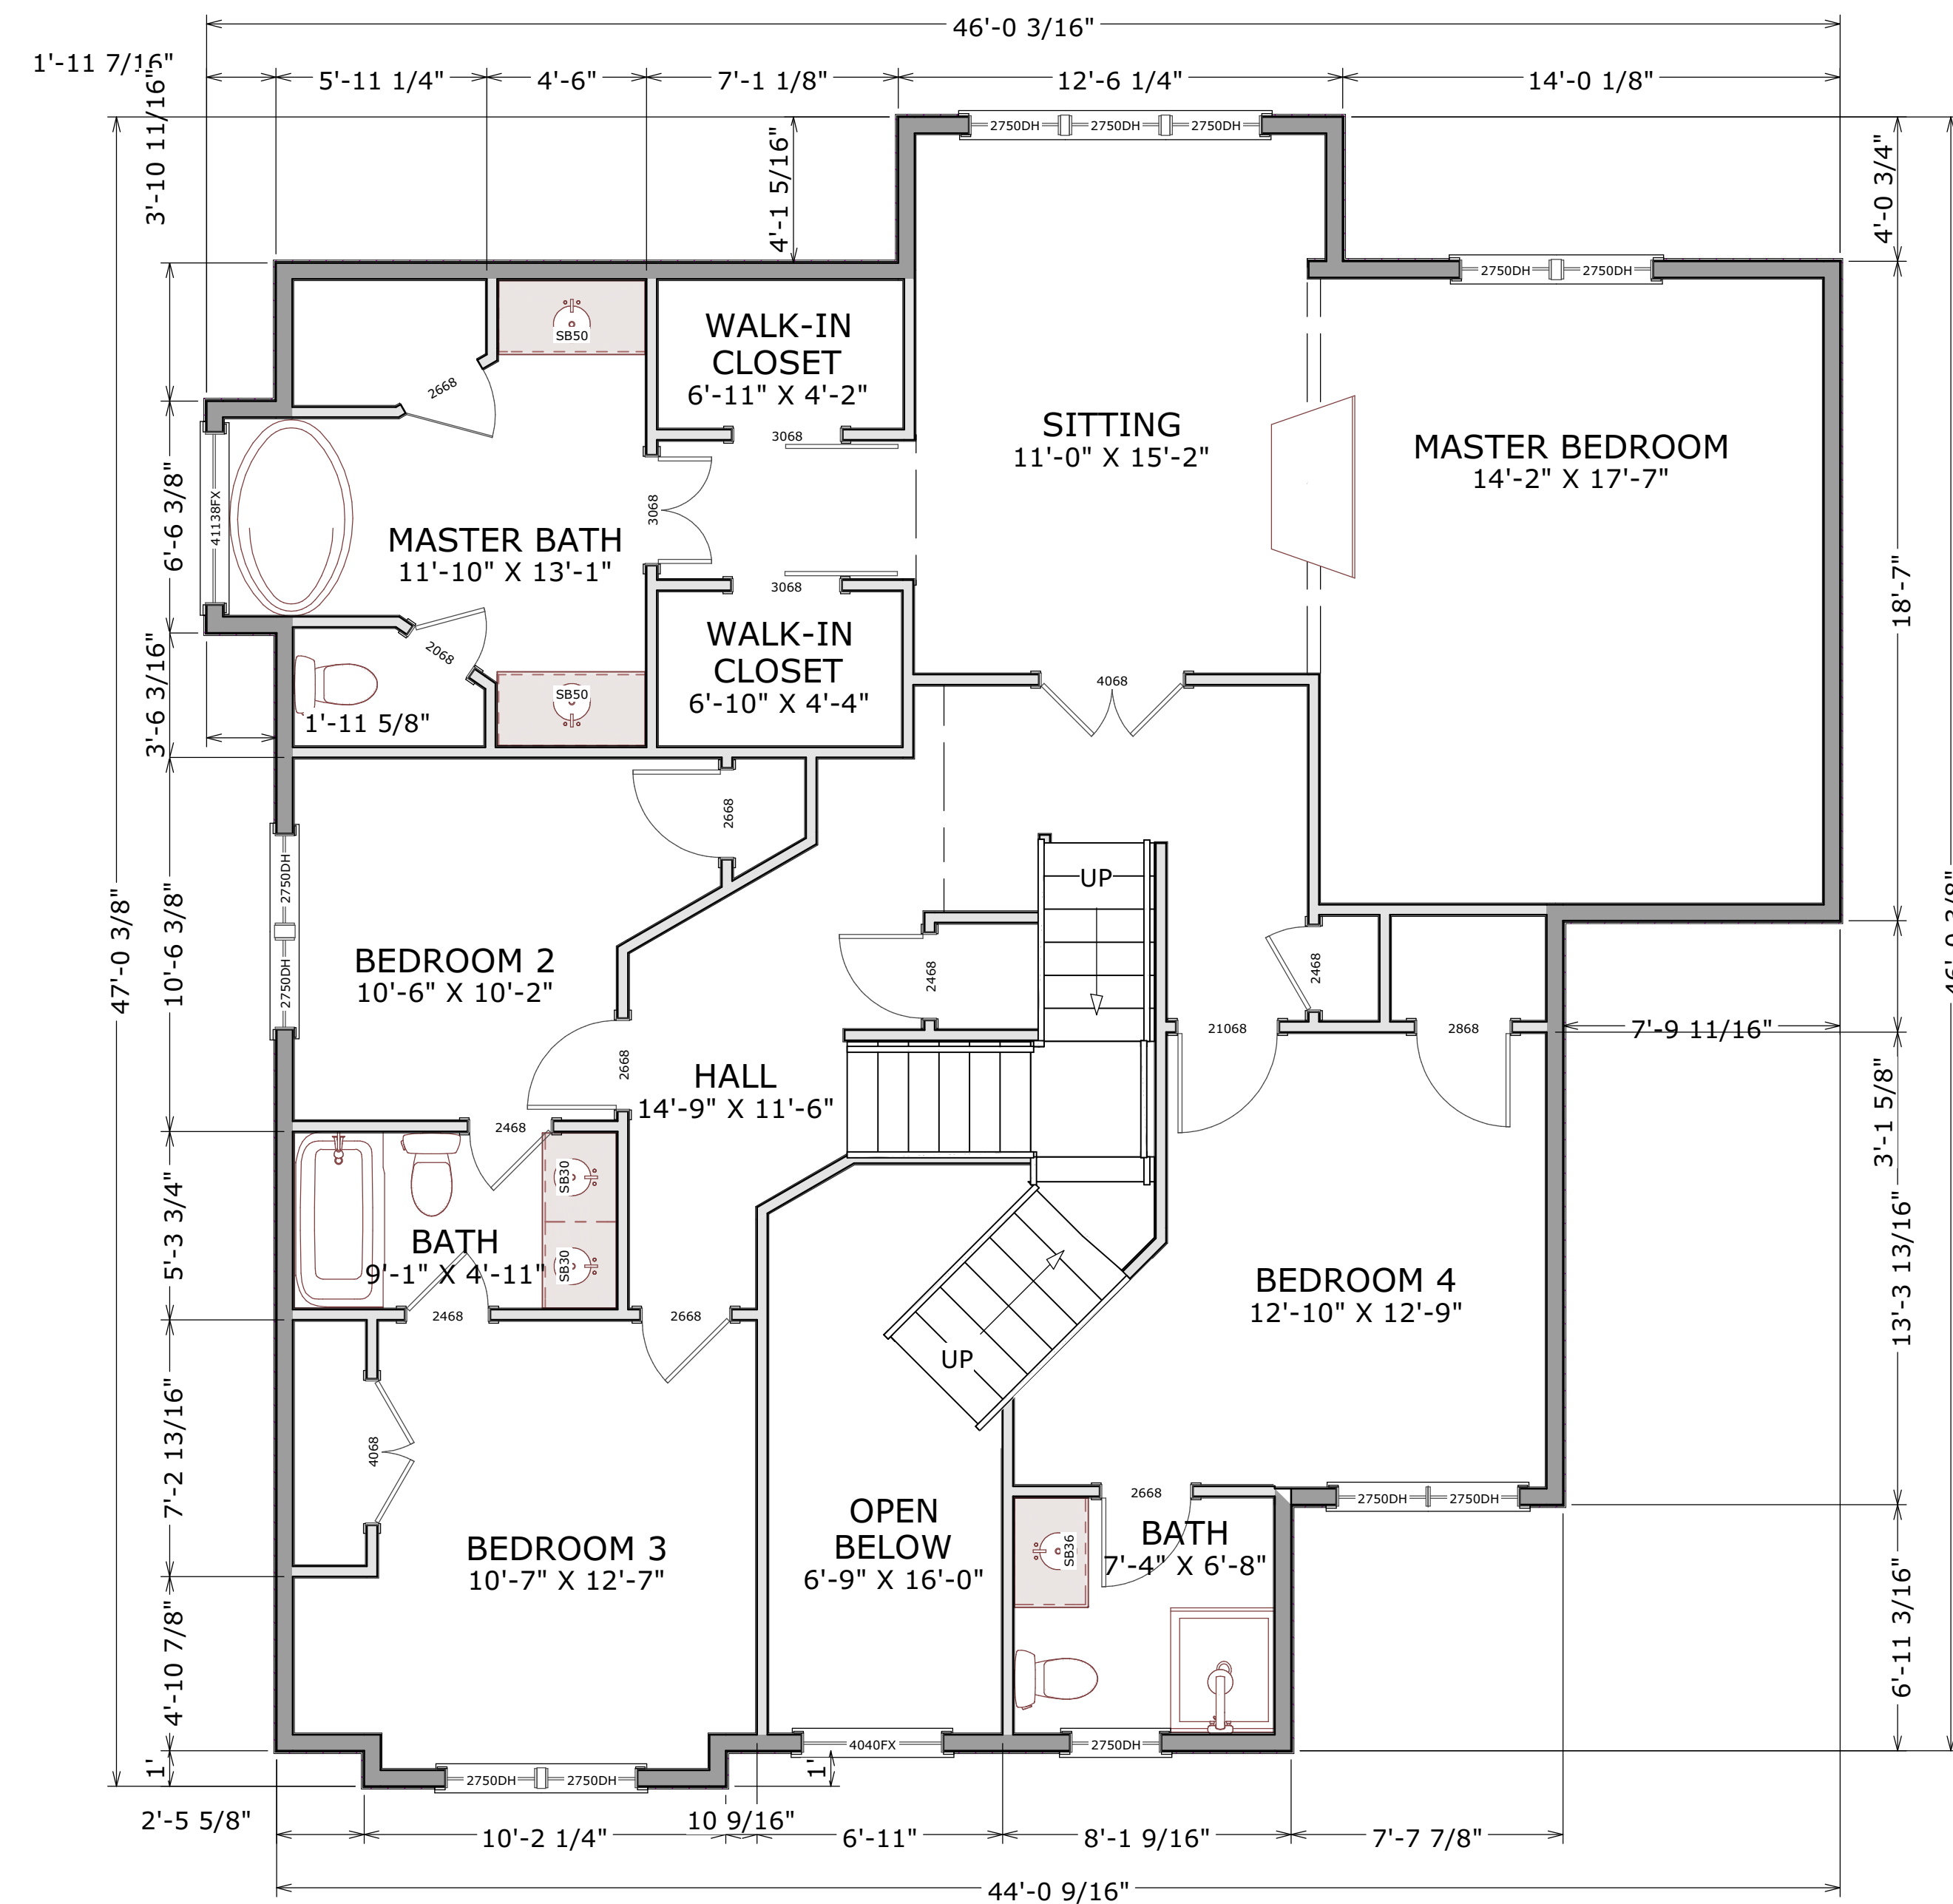 46'-0 3/16"
1'-11 7/16"
5'-11 1/4"
4'-6"
7'-1 1/8"
12'-6 1/4"
14'-0 1/8"
3'-10 11/16"
4'-1 5/16"
4'-0 3/4"
2750DH
2750DH
2750DH
2750DH
2750DH
SB50
WALK-IN
CLOSET
6'-11" X 4'-2"
2668
3068
SITTING
11'-0" X 15'-2"
MASTER BEDROOM
14'-2" X 17'-7"
6'-6 3/8"
41138FX
3068
MASTER BATH
11'-10" X 13'-1"
3068
18'-7"
WALK-IN
CLOSET
6'-10" X 4'-4"
2068
SB50
4068
3'-6 3/16"
1'-11 5/8"
2668
2750DH
2750DH
UP
47'-0 3/8"
10'-6 3/8"
BEDROOM 2
10'-6" X 10'-2"
2468
2468
21068
2868
7'-9 11/16"
2668
HALL
14'-9" X 11'-6"
3'-1 5/8"
2468
SB30
SB30
5'-3 3/4"
BATH
9'-1" X 4'-11"
BEDROOM 4
12'-10" X 12'-9"
13'-3 13/16"
2468
2668
UP
4068
7'-2 13/16"
2668
2750DH
2750DH
OPEN
BELOW
6'-9" X 16'-0"
BEDROOM 3
10'-7" X 12'-7"
SB36
BATH
7'-4" X 6'-8"
4'-10 7/8"
6'-11 3/16"
4040FX
2750DH
1'
2750DH
2750DH
1'
2'-5 5/8"
10'-2 1/4"
10 9/16"
6'-11"
8'-1 9/16"
7'-7 7/8"
44'-0 9/16"